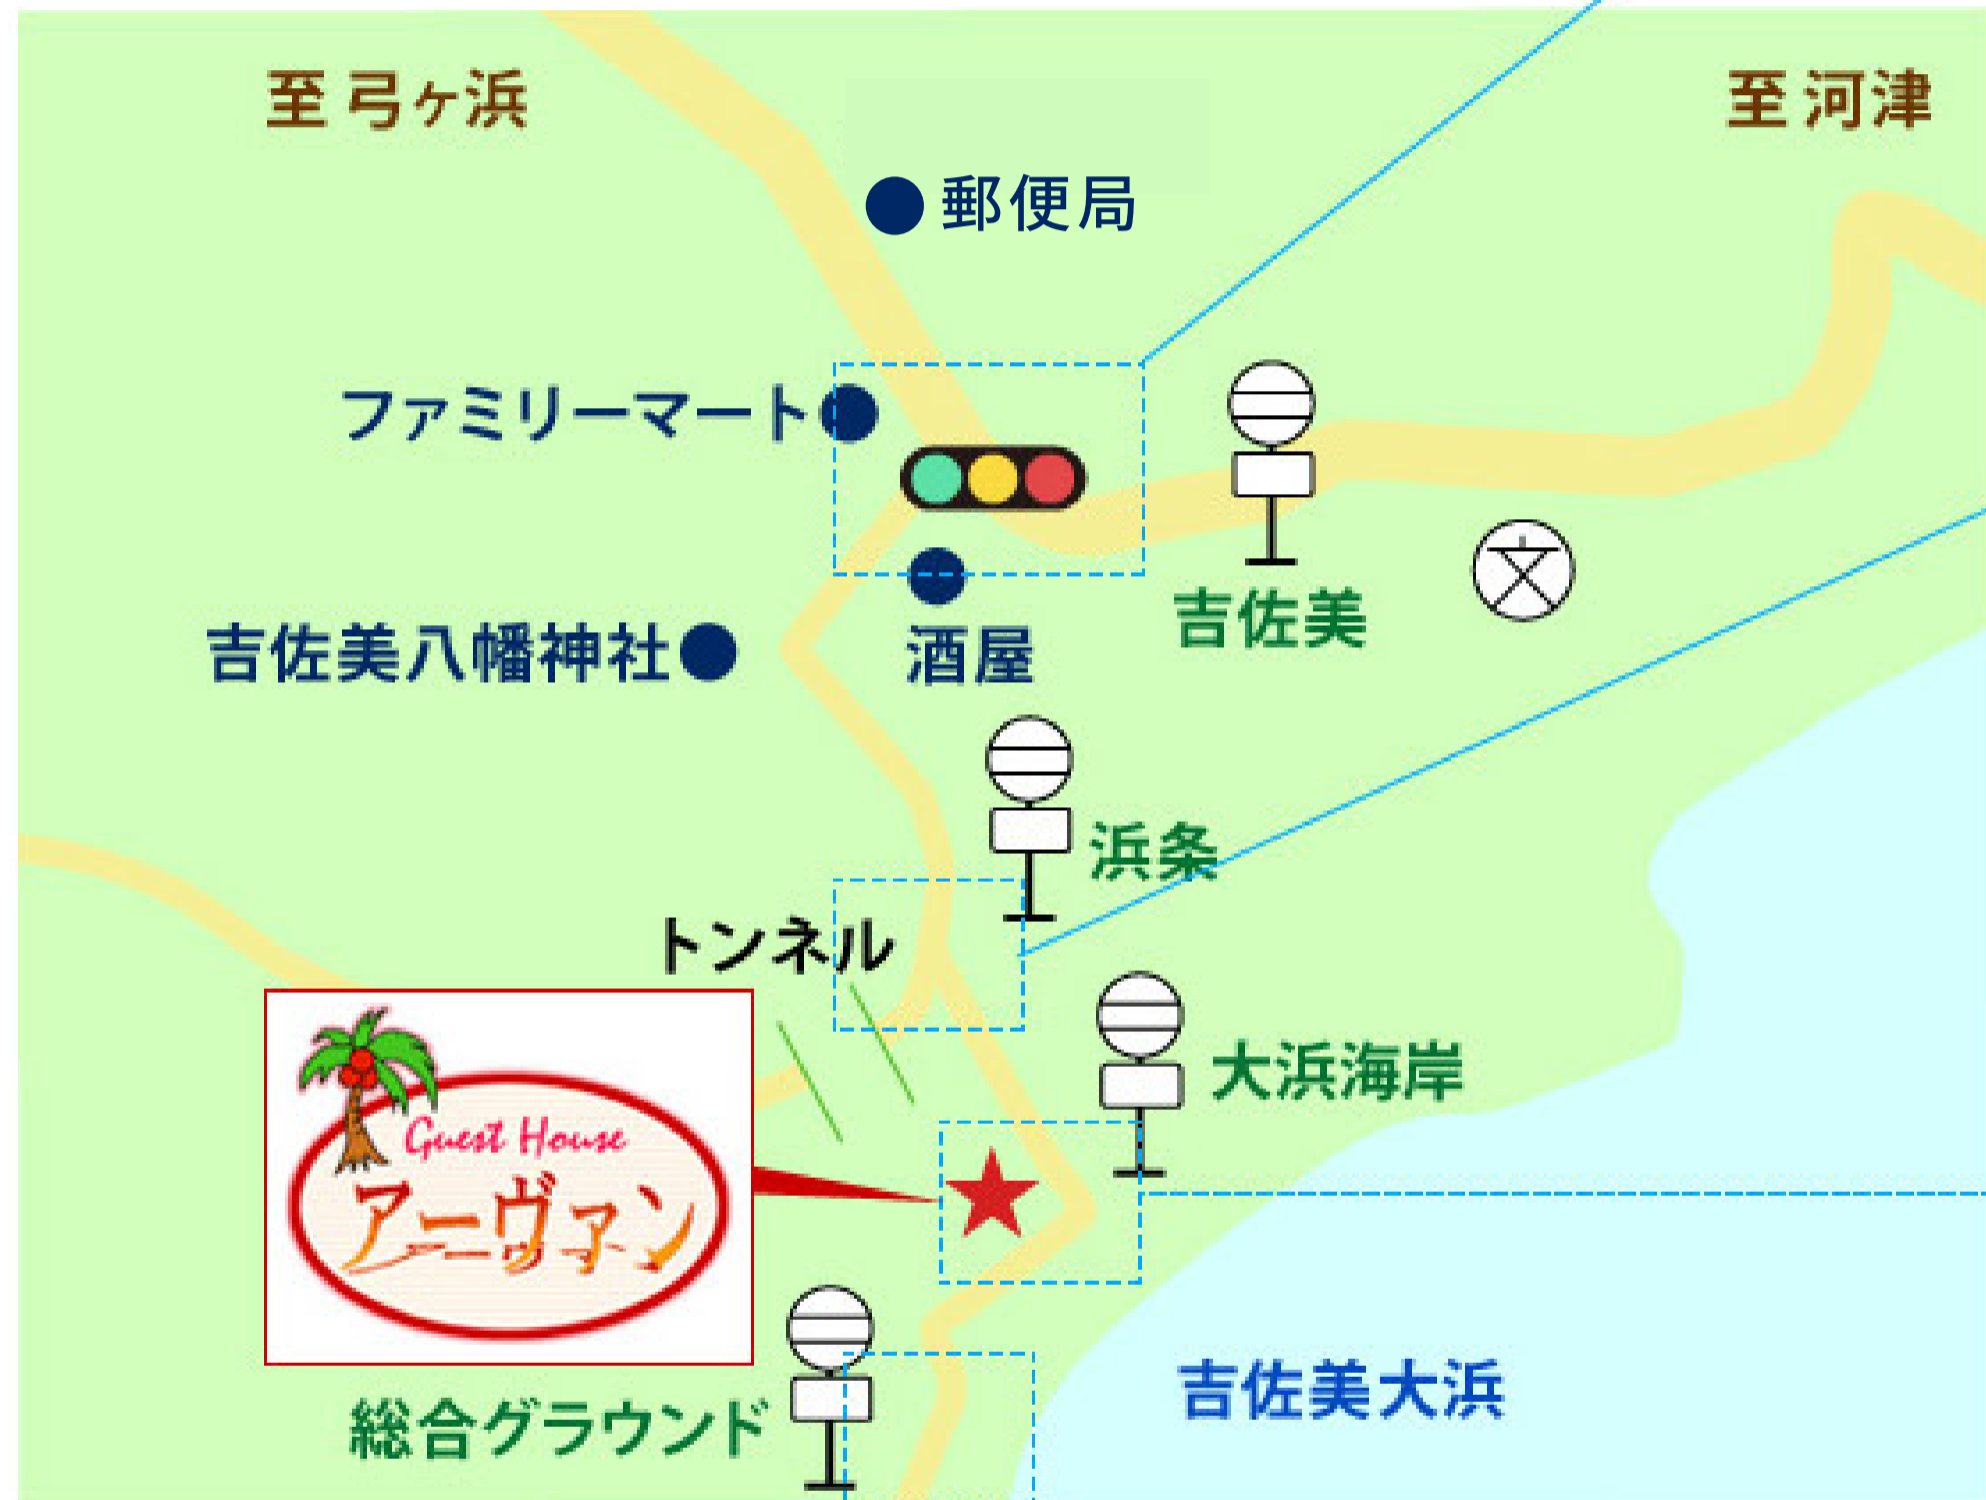 至 弓ヶ浜
至 河津
郵便局
ファミリーマート
吉佐美
文
吉佐美八幡神社
酒屋
浜条
トンネル
大浜海岸
Guest House
アーヴァン
吉佐美大浜
総合グラウンド